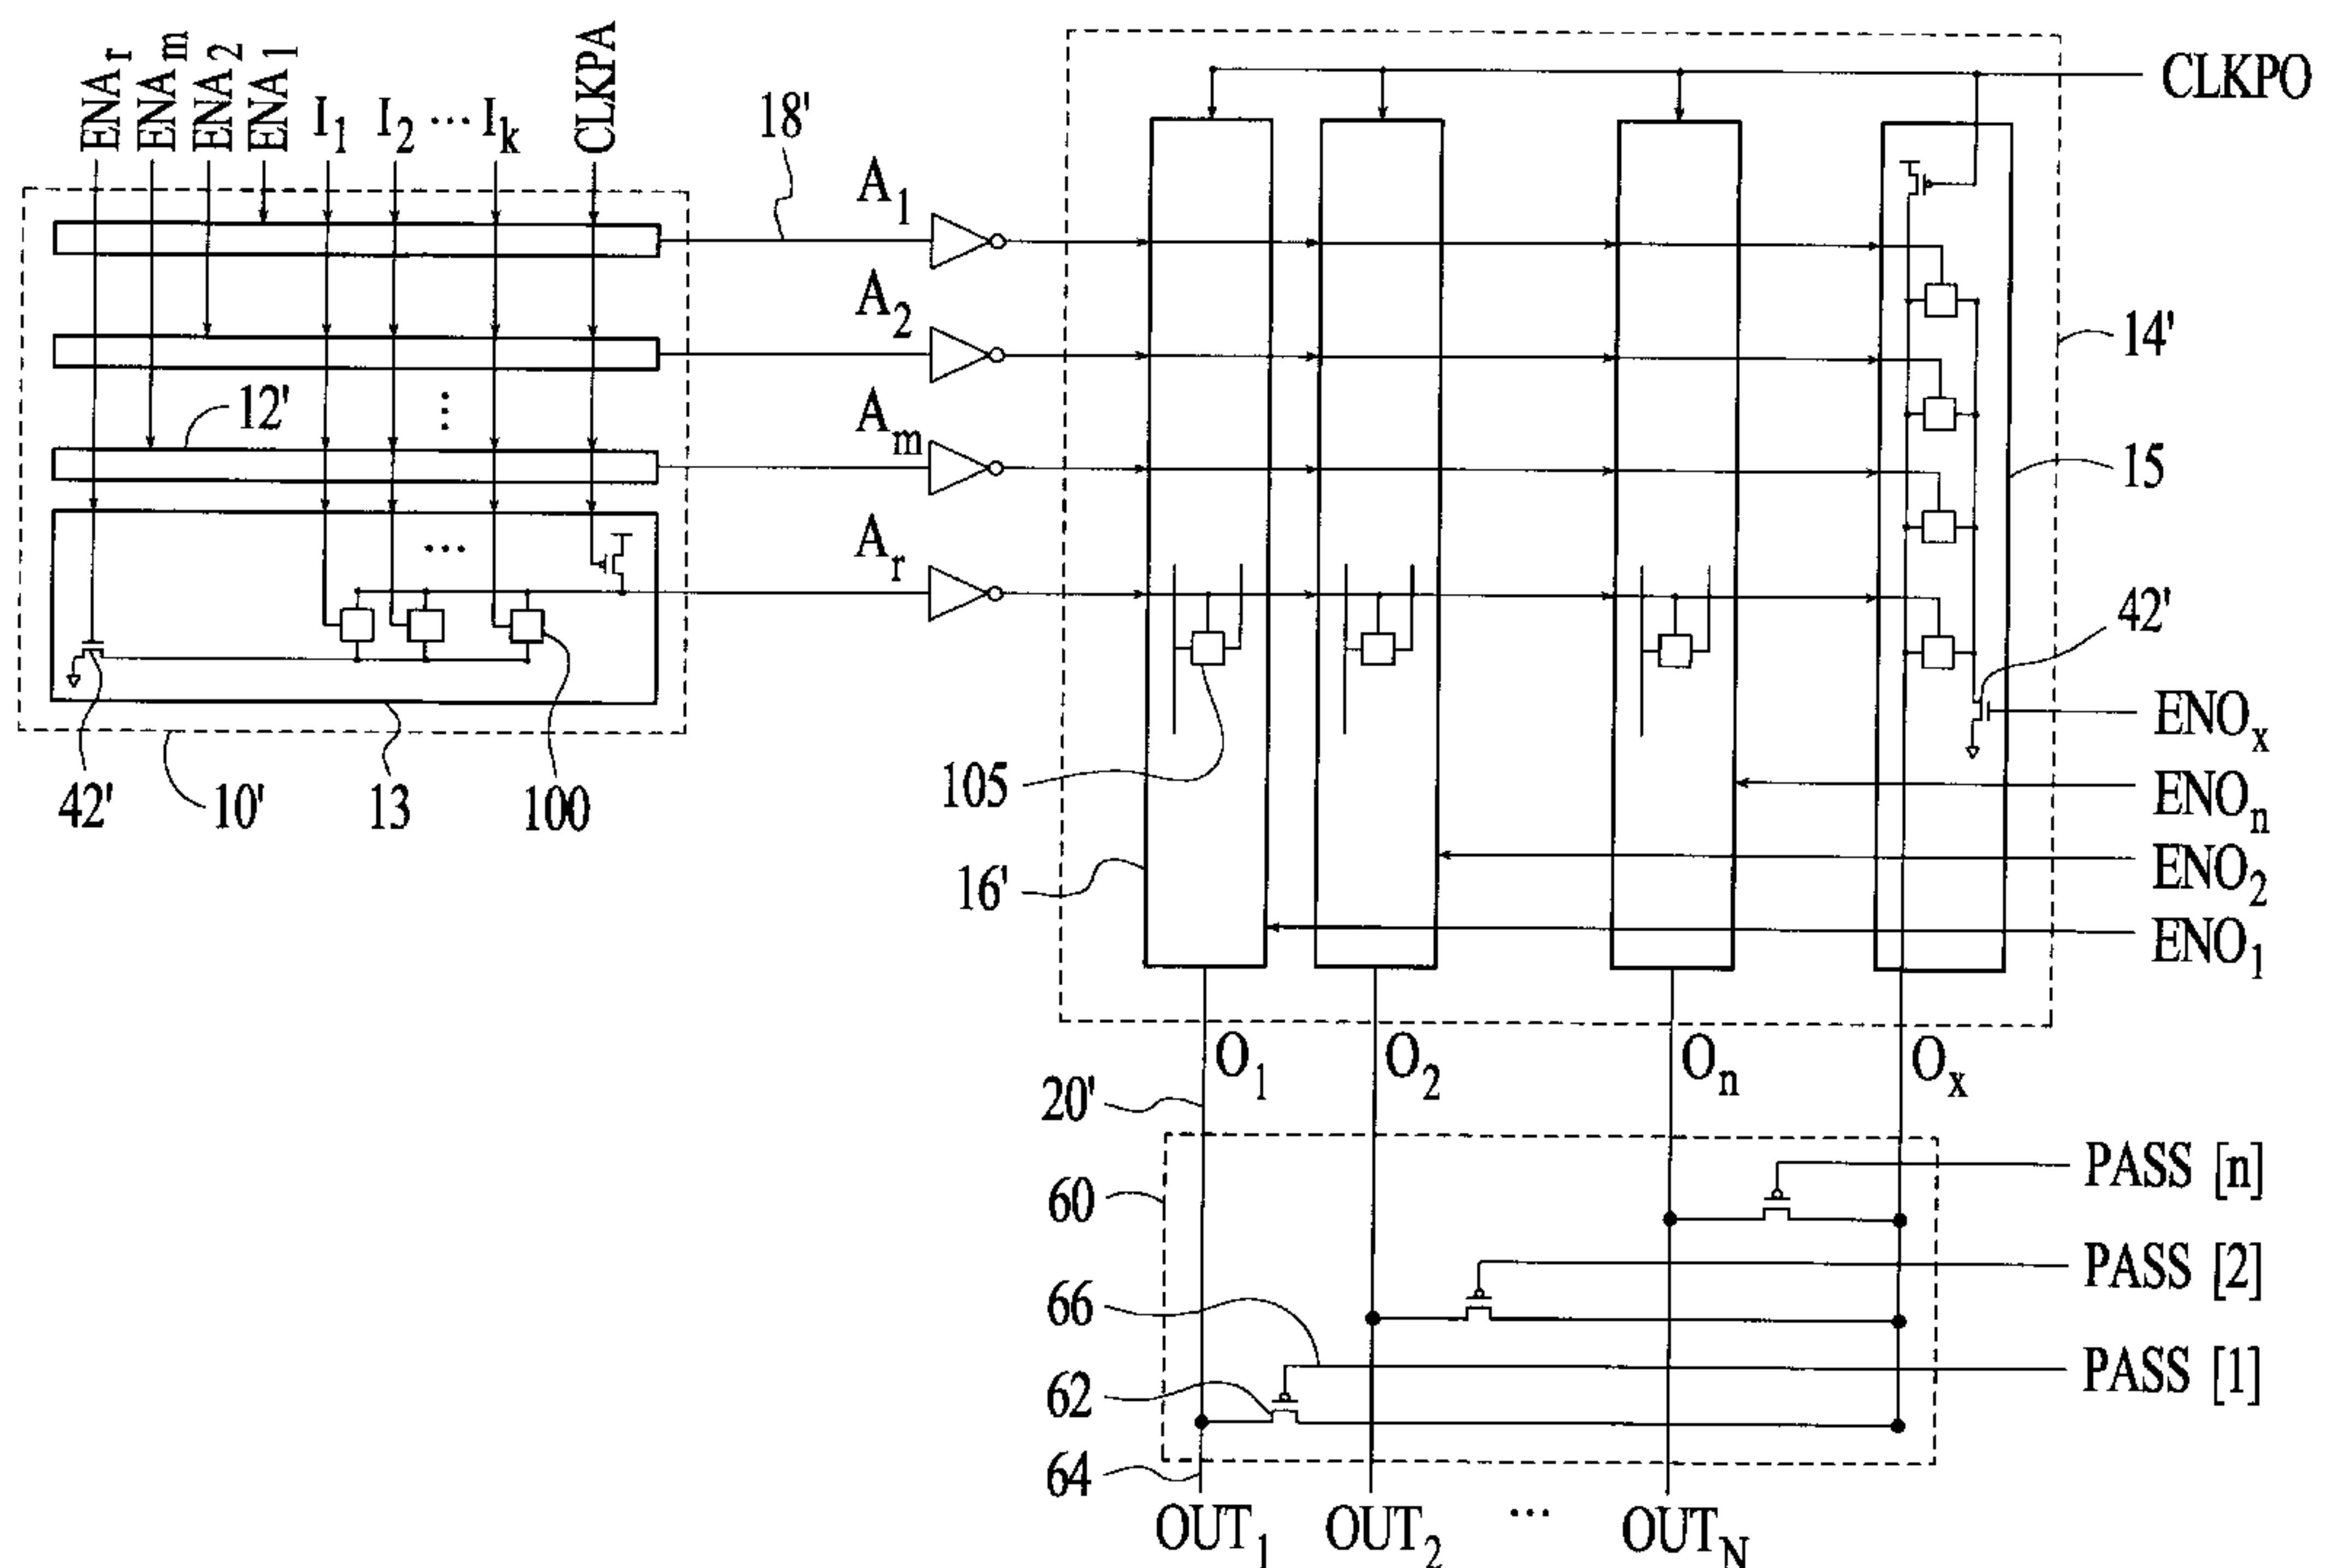 ENAr ENAm ENA2 ENA1 I1 I2 ... Ik CLKPA
18'
CLKPO
A1
A2
14'
12'
Am
15
Ar
42'
105
ENOx
42' 10' 13 100
ENOn
16'
ENO2
ENO1
O1 O2 On Ox
20'
60
PASS [n]
66
PASS [2]
62
PASS [1]
64
OUT1 OUT2 ... OUTN